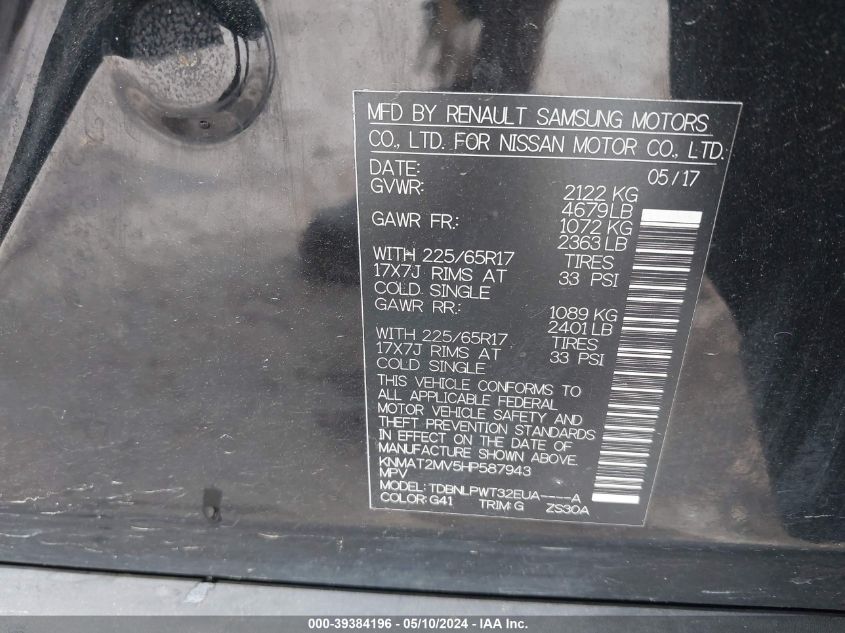 MFD BY RENAULT SAMSUNG MOTORS
CO., LTD. FOR NISSAN MOTOR CO., LTD.
DATE: 05/17
GVWR: 2122 KG
4679LB
GAWR FR.: 1072 KG
2363 LB
WITH 225/65R17 TIRES
17X7J RIMS AT 33 PSI
COLD SINGLE
GAWR RR.: 1089 KG
2401 LB
WITH 225/65R17 TIRES
17X7J RIMS AT 33 PSI
COLD SINGLE
THIS VEHICLE CONFORMS TO
ALL APPLICABLE FEDERAL
MOTOR VEHICLE SAFETY AND
THEFT PREVENTION STANDARDS
IN EFFECT ON THE DATE OF
MANUFACTURE SHOWN ABOVE.
KNMAT2MV5HP587943
MPV
MODEL: TDBNLPWT32EUA----A
COLOR: G41 TRIM: G ZS30A
000-39384196 - 05/10/2024 - IAA Inc.